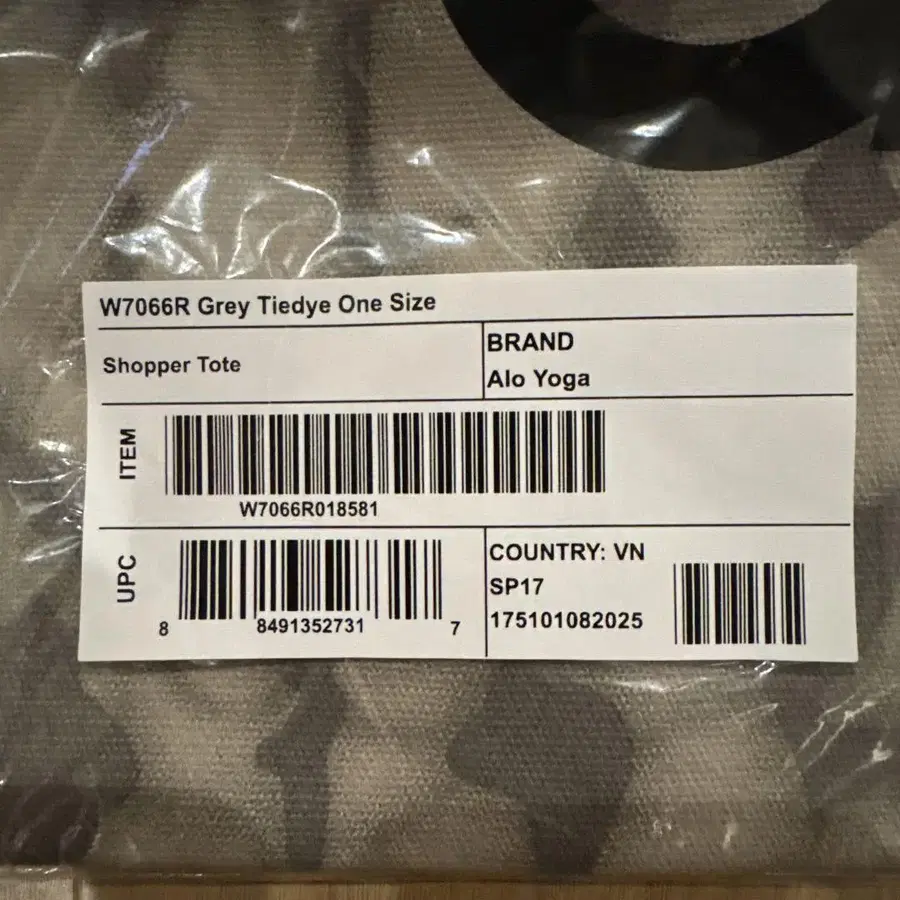 W7066R Grey Tiedye One Size
Shopper Tote
BRAND
Alo Yoga
ITEM
W7066R018581
UPC
8 8491352731 7
COUNTRY: VN
SP17
175101082025